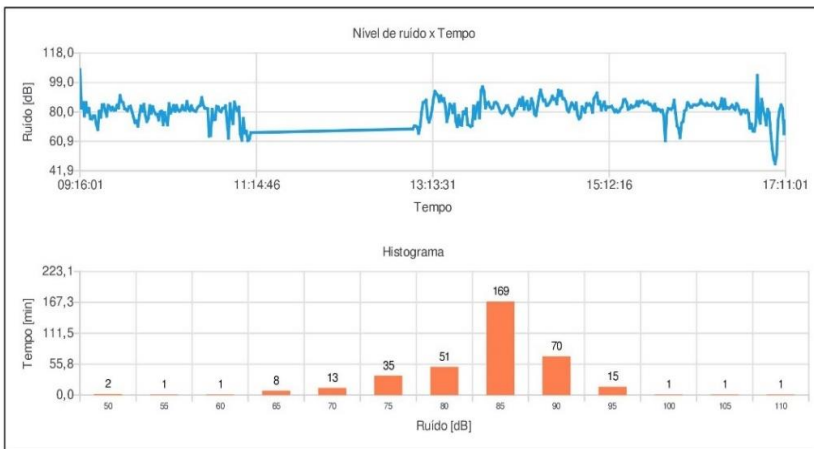 Nível de ruído x Tempo
Ruído [dB]
118,0
99,0
80,0
60,9
41,9
09:16:01 11:14:46 13:13:31 15:12:16 17:11:01
Tempo
Histograma
Tempo [min]
223,1
167,3
111,5
55,8
0,0
2 1 1 8 13 35 51 169 70 15 1 1 1
50 55 60 65 70 75 80 85 90 95 100 105 110
Ruído [dB]